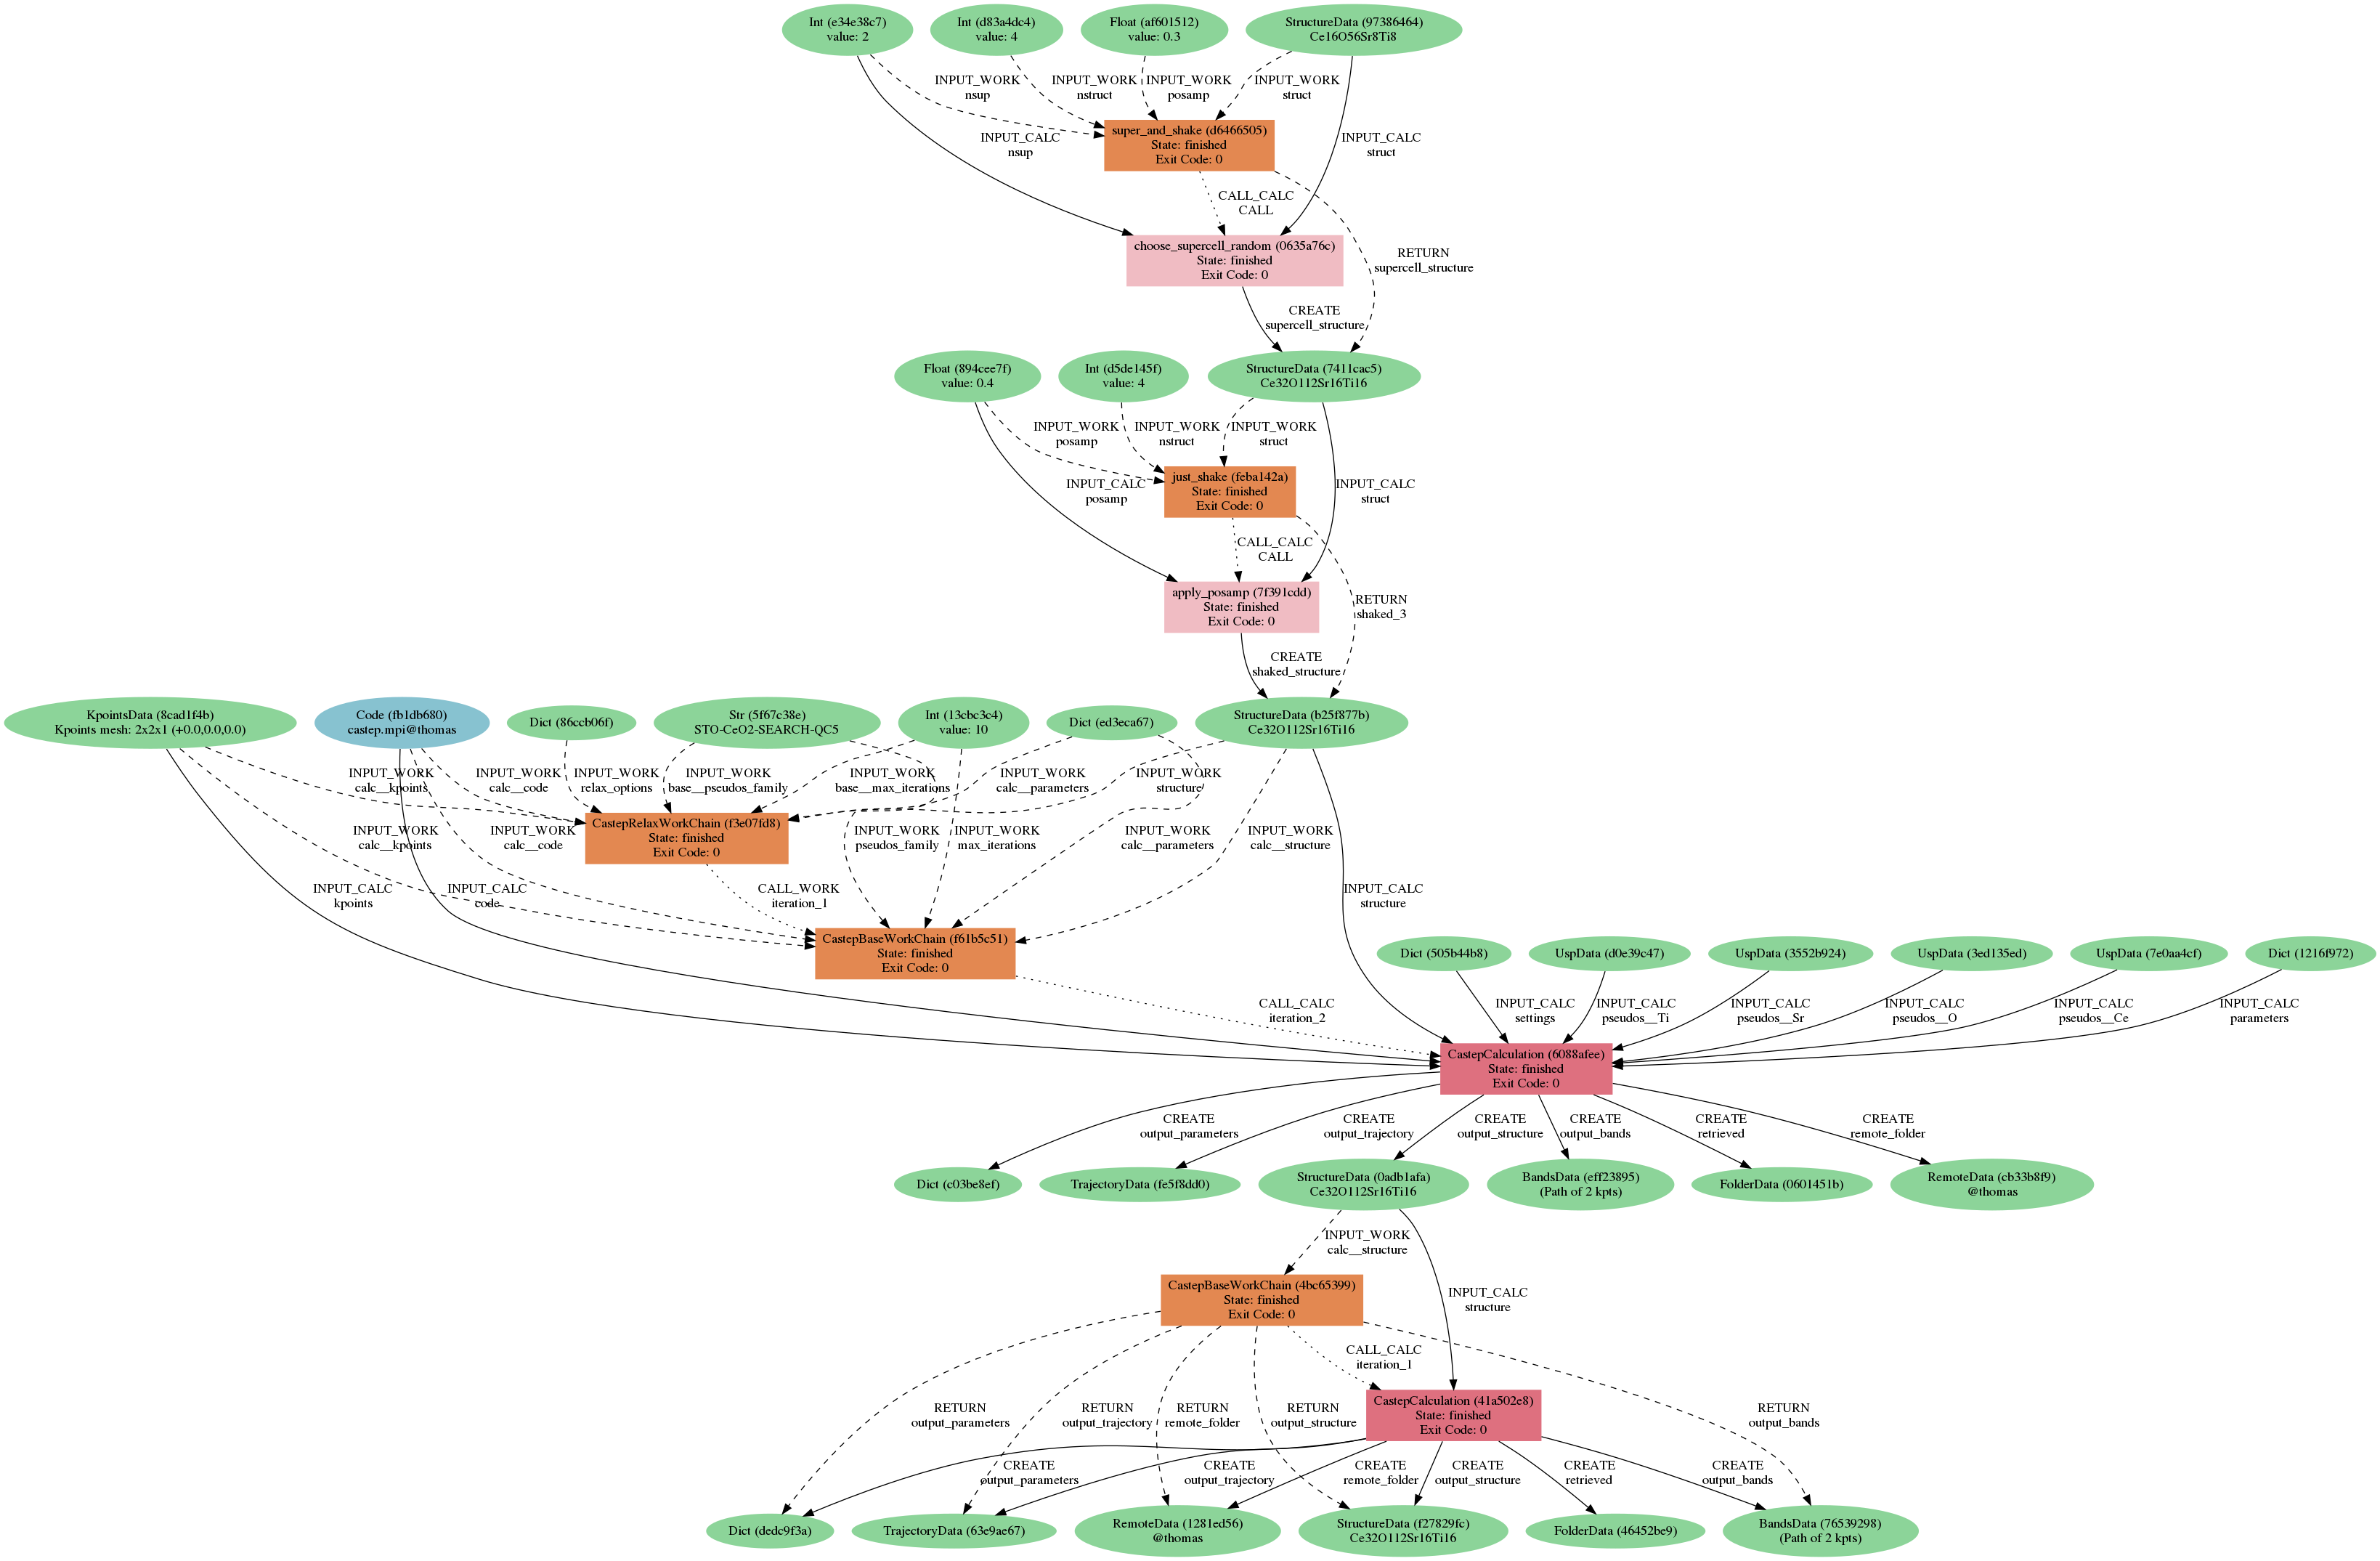 Int (e34e38c7)
value: 2
Int (d83a4dc4)
value: 4
Float (af601512)
value: 0.3
StructureData (97386464)
Ce16O56Sr8Ti8
INPUT_WORK
nsup
INPUT_WORK
nstruct
INPUT_WORK
posamp
INPUT_WORK
struct
super_and_shake (d6466505)
State: finished
Exit Code: 0
INPUT_CALC
nsup
INPUT_CALC
struct
CALL_CALC
CALL
choose_supercell_random (0635a76c)
State: finished
Exit Code: 0
RETURN
supercell_structure
CREATE
supercell_structure
Float (894cee7f)
value: 0.4
Int (d5de145f)
value: 4
StructureData (7411cac5)
Ce32O112Sr16Ti16
INPUT_WORK
posamp
INPUT_WORK
nstruct
INPUT_WORK
struct
INPUT_CALC
posamp
just_shake (feba142a)
State: finished
Exit Code: 0
INPUT_CALC
struct
CALL_CALC
CALL
apply_posamp (7f391cdd)
State: finished
Exit Code: 0
RETURN
shaked_3
CREATE
shaked_structure
KpointsData (8cad1f4b)
Kpoints mesh: 2x2x1 (+0.0,0.0,0.0)
Code (fb1db680)
castep.mpi@thomas
Dict (86ccb06f)
Str (5f67c38e)
STO-CeO2-SEARCH-QC5
Int (13cbc3c4)
value: 10
Dict (ed3eca67)
StructureData (b25f877b)
Ce32O112Sr16Ti16
INPUT_WORK
calc__kpoints
INPUT_WORK
calc__code
INPUT_WORK
relax_options
INPUT_WORK
base__pseudos_family
INPUT_WORK
base__max_iterations
INPUT_WORK
calc__parameters
INPUT_WORK
structure
CastepRelaxWorkChain (f3e07fd8)
State: finished
Exit Code: 0
INPUT_WORK
calc__kpoints
INPUT_WORK
calc__code
INPUT_WORK
pseudos_family
INPUT_WORK
max_iterations
INPUT_WORK
calc__parameters
INPUT_WORK
calc__structure
INPUT_CALC
kpoints
INPUT_CALC
code
CALL_WORK
iteration_1
INPUT_CALC
structure
CastepBaseWorkChain (f61b5c51)
State: finished
Exit Code: 0
Dict (505b44b8)
UspData (d0e39c47)
UspData (3552b924)
UspData (3ed135ed)
UspData (7e0aa4cf)
Dict (1216f972)
CALL_CALC
iteration_2
INPUT_CALC
settings
INPUT_CALC
pseudos__Ti
INPUT_CALC
pseudos__Sr
INPUT_CALC
pseudos__O
INPUT_CALC
pseudos__Ce
INPUT_CALC
parameters
CastepCalculation (6088afee)
State: finished
Exit Code: 0
CREATE
output_parameters
CREATE
output_trajectory
CREATE
output_structure
CREATE
output_bands
CREATE
retrieved
CREATE
remote_folder
Dict (c03be8ef)
TrajectoryData (fe5f8dd0)
StructureData (0adb1afa)
Ce32O112Sr16Ti16
BandsData (eff23895)
(Path of 2 kpts)
FolderData (0601451b)
RemoteData (cb33b8f9)
@thomas
INPUT_WORK
calc__structure
CastepBaseWorkChain (4bc65399)
State: finished
Exit Code: 0
INPUT_CALC
structure
CALL_CALC
iteration_1
RETURN
output_parameters
RETURN
output_trajectory
RETURN
remote_folder
RETURN
output_structure
CastepCalculation (41a502e8)
State: finished
Exit Code: 0
RETURN
output_bands
CREATE
output_parameters
CREATE
output_trajectory
CREATE
remote_folder
CREATE
output_structure
CREATE
retrieved
CREATE
output_bands
Dict (dedc9f3a)
TrajectoryData (63e9ae67)
RemoteData (1281ed56)
@thomas
StructureData (f27829fc)
Ce32O112Sr16Ti16
FolderData (46452be9)
BandsData (76539298)
(Path of 2 kpts)